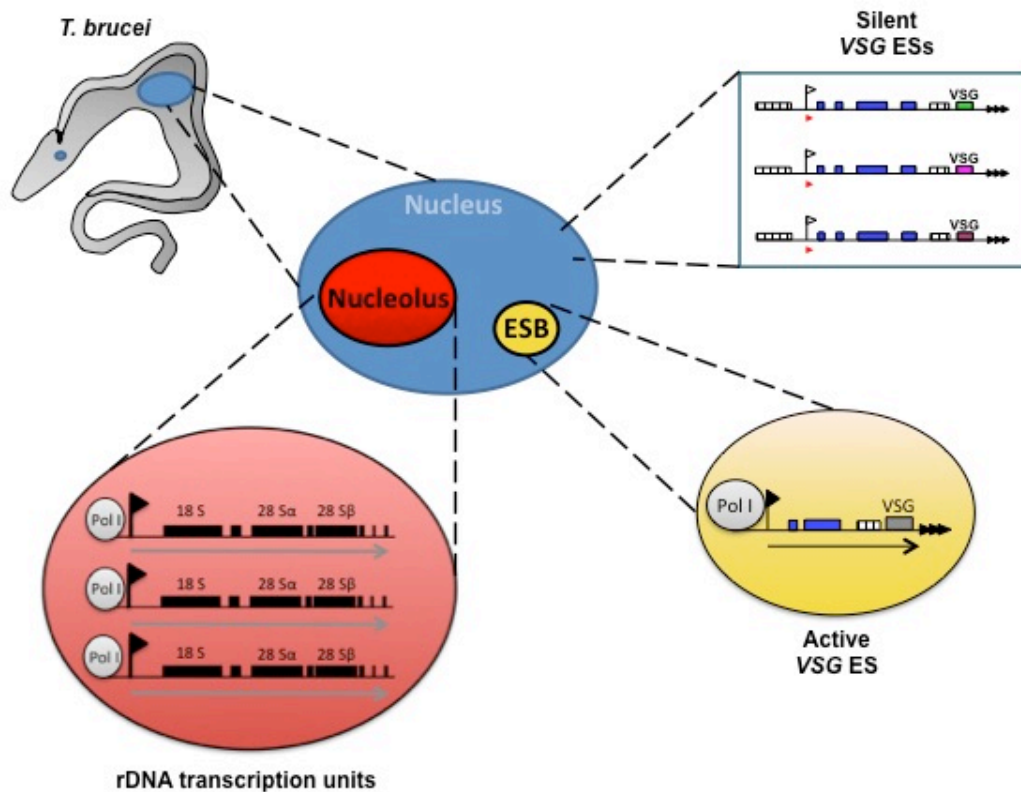 T. brucei
Silent
VSG ESs
VSG
VSG
VSG
Nucleus
Nucleolus
ESB
Pol I
18 S
28 Sα
28 Sβ
Pol I
18 S
28 Sα
28 Sβ
Pol I
18 S
28 Sα
28 Sβ
rDNA transcription units
Pol I
VSG
Active
VSG ES